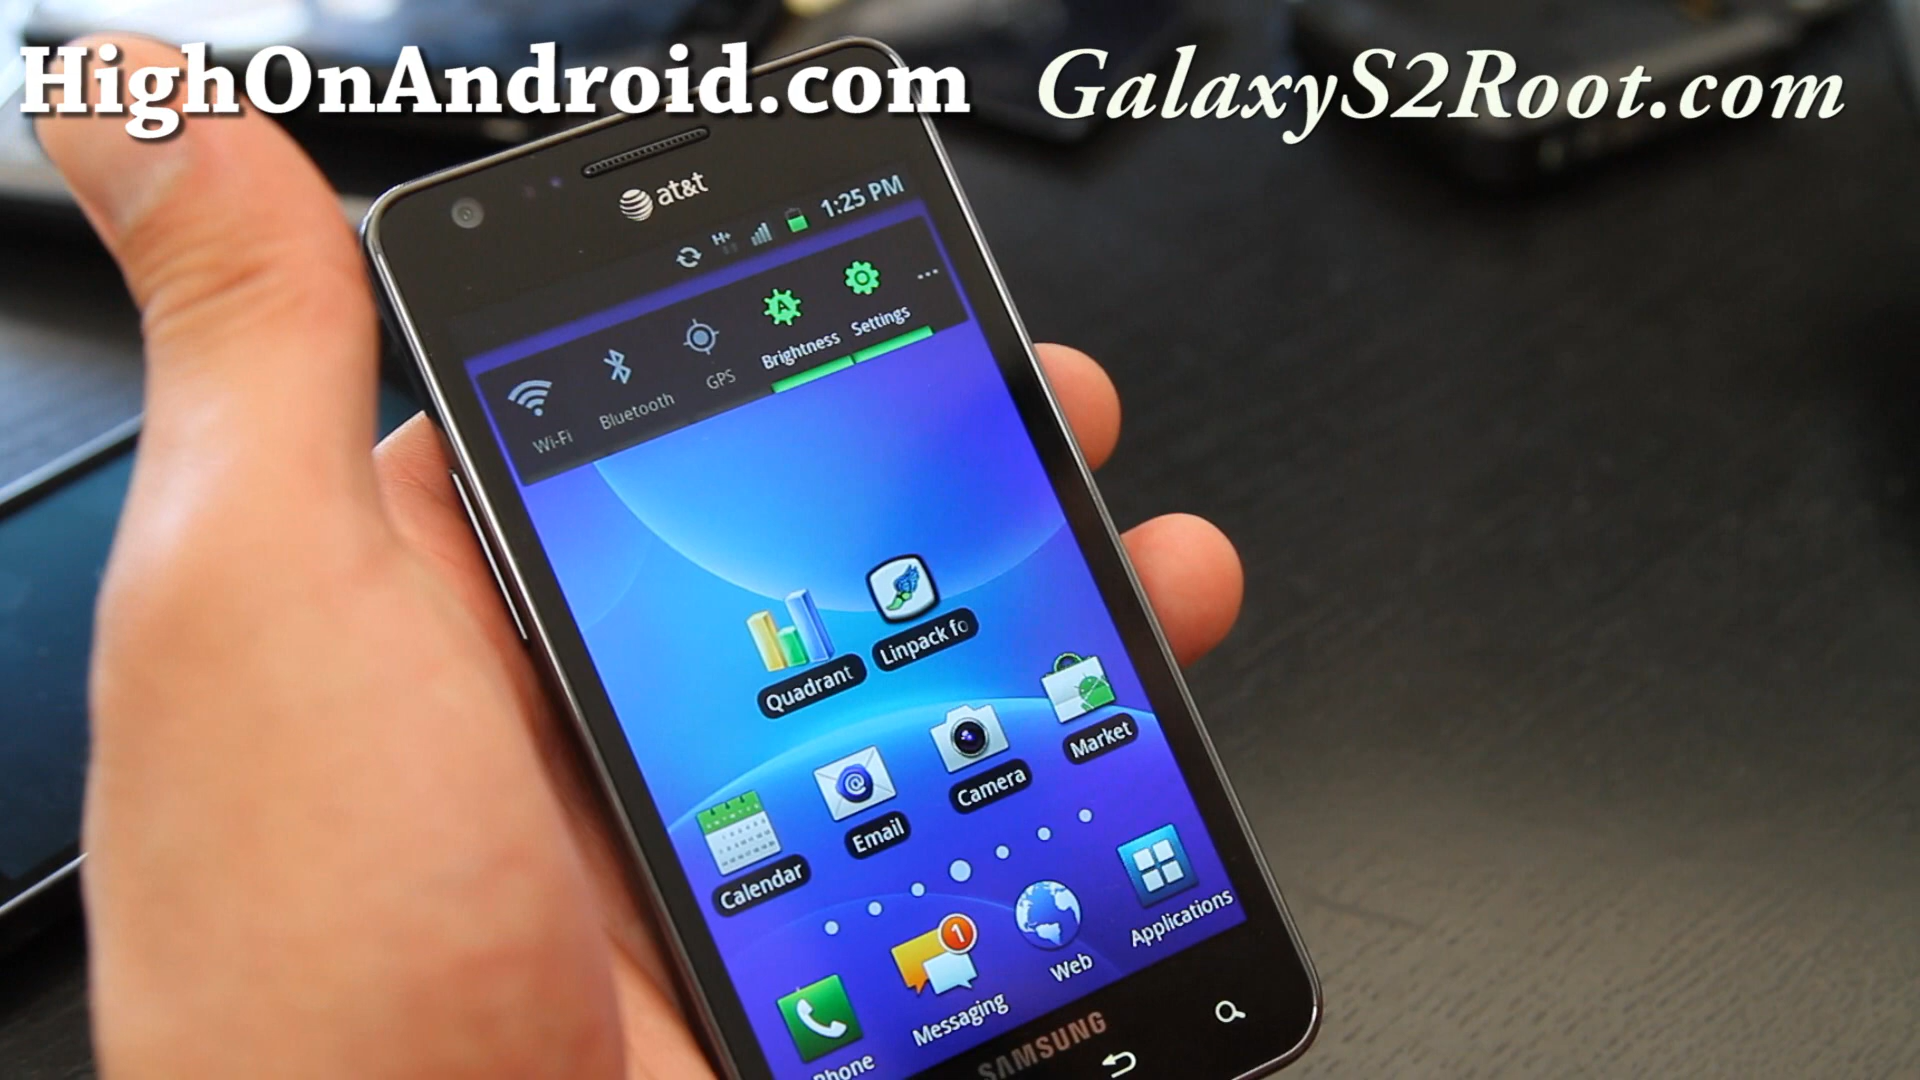 HighOnAndroid.com GalaxyS2Root.com
at&t
H+ 1:25 PM
Wi-Fi Bluetooth GPS Brightness Settings
Quadrant Linpack fo
Calendar Email Camera Market
1
Phone Messaging Web Applications
SAMSUNG